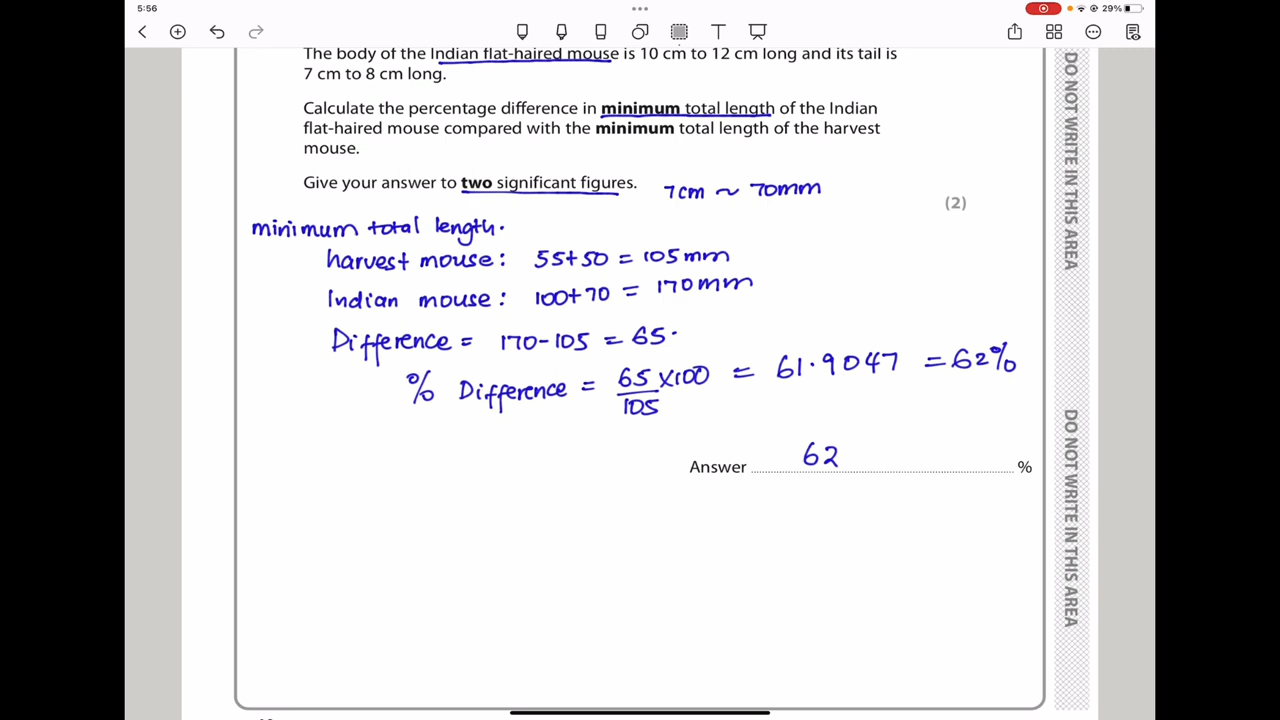 5:56
29%
The body of the Indian flat-haired mouse is 10 cm to 12 cm long and its tail is
7 cm to 8 cm long.
Calculate the percentage difference in minimum total length of the Indian
flat-haired mouse compared with the minimum total length of the harvest
mouse.
Give your answer to two significant figures.
7cm ~ 70mm
(2)
minimum total length.
harvest mouse: 55+50 = 105mm
Indian mouse: 100+70 = 170mm
Difference = 170-105 = 65.
% Difference = 65/105 x100 = 61.9047 = 62%
Answer 62 %
DO NOT WRITE IN THIS AREA
DO NOT WRITE IN THIS AREA